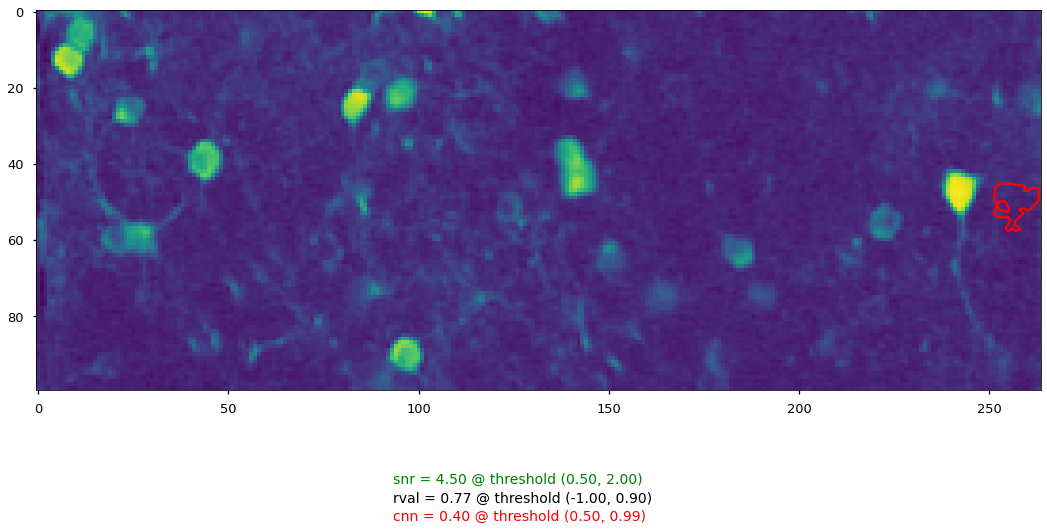 0
20
40
60
80
0 50 100 150 200 250
snr = 4.50 @ threshold (0.50, 2.00)
rval = 0.77 @ threshold (-1.00, 0.90)
cnn = 0.40 @ threshold (0.50, 0.99)